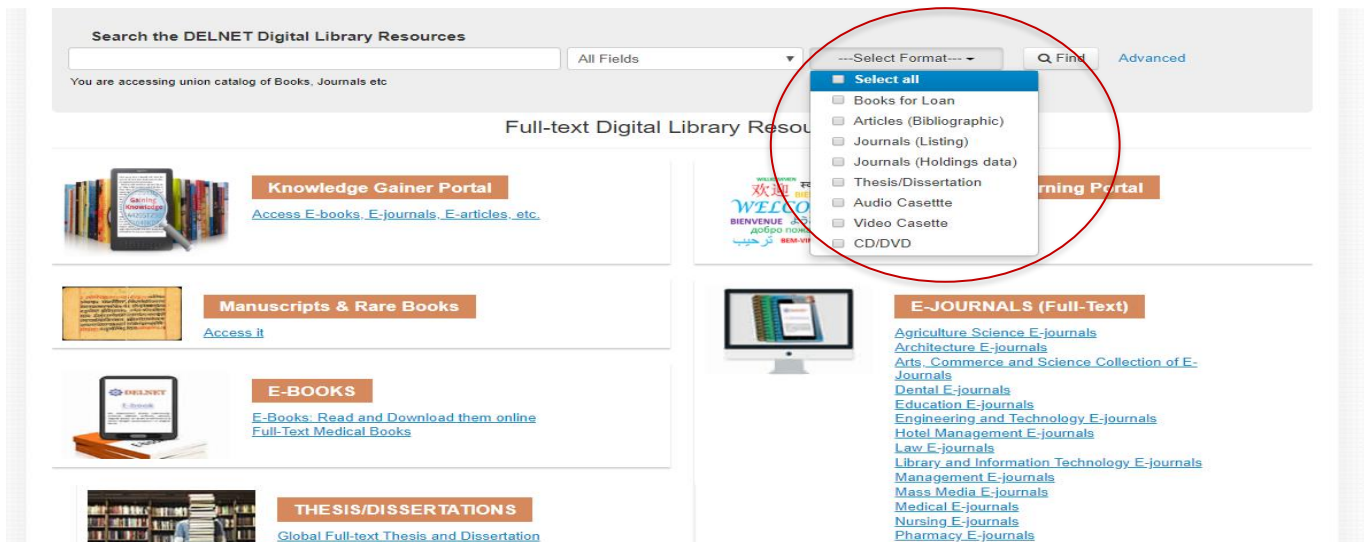 Search the DELNET Digital Library Resources
All Fields
---Select Format---
Find
Advanced
You are accessing union catalog of Books, Journals etc
Select all
Books for Loan
Articles (Bibliographic)
Journals (Listing)
Journals (Holdings data)
Thesis/Dissertation
Audio Casettte
Video Casette
CD/DVD
Full-text Digital Library
Gaining
Knowledge
Knowledge Gainer Portal
Access E-books, E-journals, E-articles, etc.
欢迎
BIENVENUE
добро
ترحيب
Portal
Manuscripts & Rare Books
Access it
DELNET
E-book
E-BOOKS
E-Books: Read and Download them online
Full-Text Medical Books
THESIS/DISSERTATIONS
Global Full-text Thesis and Dissertation
E-JOURNALS (Full-Text)
Agriculture Science E-journals
Architecture E-journals
Arts, Commerce and Science Collection of E-
Journals
Dental E-journals
Education E-journals
Engineering and Technology E-journals
Hotel Management E-journals
Law E-journals
Library and Information Technology E-journals
Management E-journals
Mass Media E-journals
Medical E-journals
Nursing E-journals
Pharmacy E-journals